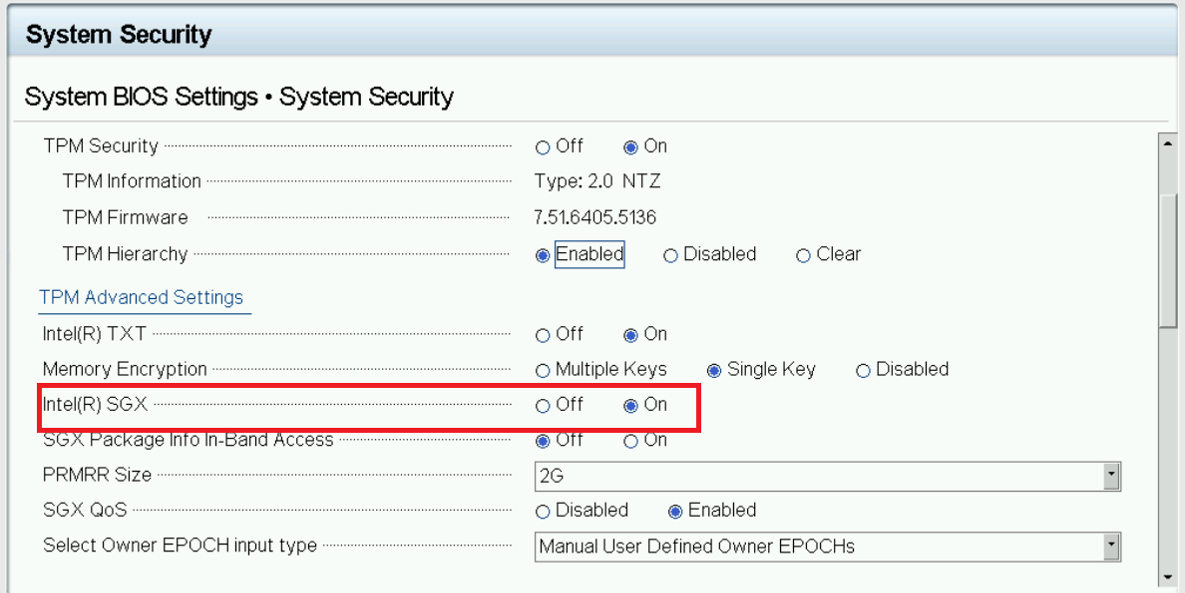 System Security
System BIOS Settings • System Security
TPM Security Off On
TPM Information Type: 2.0 NTZ
TPM Firmware 7.51.6405.5136
TPM Hierarchy Enabled Disabled Clear
TPM Advanced Settings
Intel(R) TXT Off On
Memory Encryption Multiple Keys Single Key Disabled
Intel(R) SGX Off On
SGX Package Info In-Band Access Off On
PRMRR Size 2G
SGX QoS Disabled Enabled
Select Owner EPOCH input type Manual User Defined Owner EPOCHs